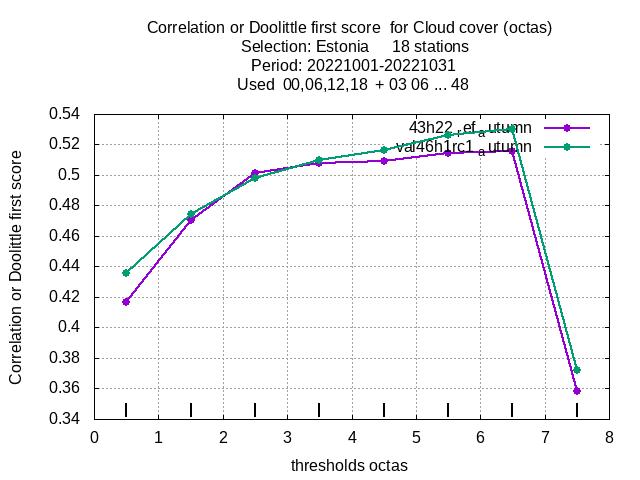 Correlation or Doolittle first score  for Cloud cover (octas)
Selection: Estonia     18 stations
Period: 20221001-20221031
Used  00,06,12,18  + 03 06 ... 48
0.54
0.52
0.5
0.48
0.46
0.44
0.42
0.4
0.38
0.36
0.34
Correlation or Doolittle first score
43h22_ref_autumn
val46h1rc1_autumn
0 1 2 3 4 5 6 7 8
thresholds octas